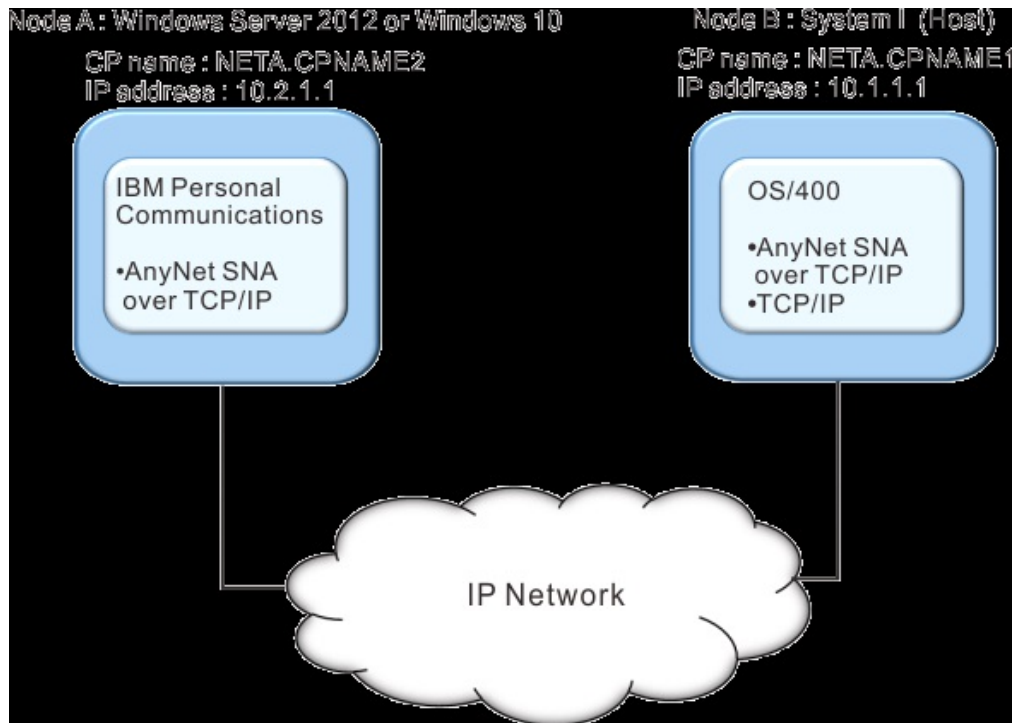 Node A : Windows Server 2012 or Windows 10
CP name : NETA.CPNAME2
IP address : 10.2.1.1
Node B : System i (Host)
CP name : NETA.CPNAME1
IP address : 10.1.1.1
IBM Personal
Communications
•AnyNet SNA
over TCP/IP
OS/400
•AnyNet SNA
over TCP/IP
•TCP/IP
IP Network